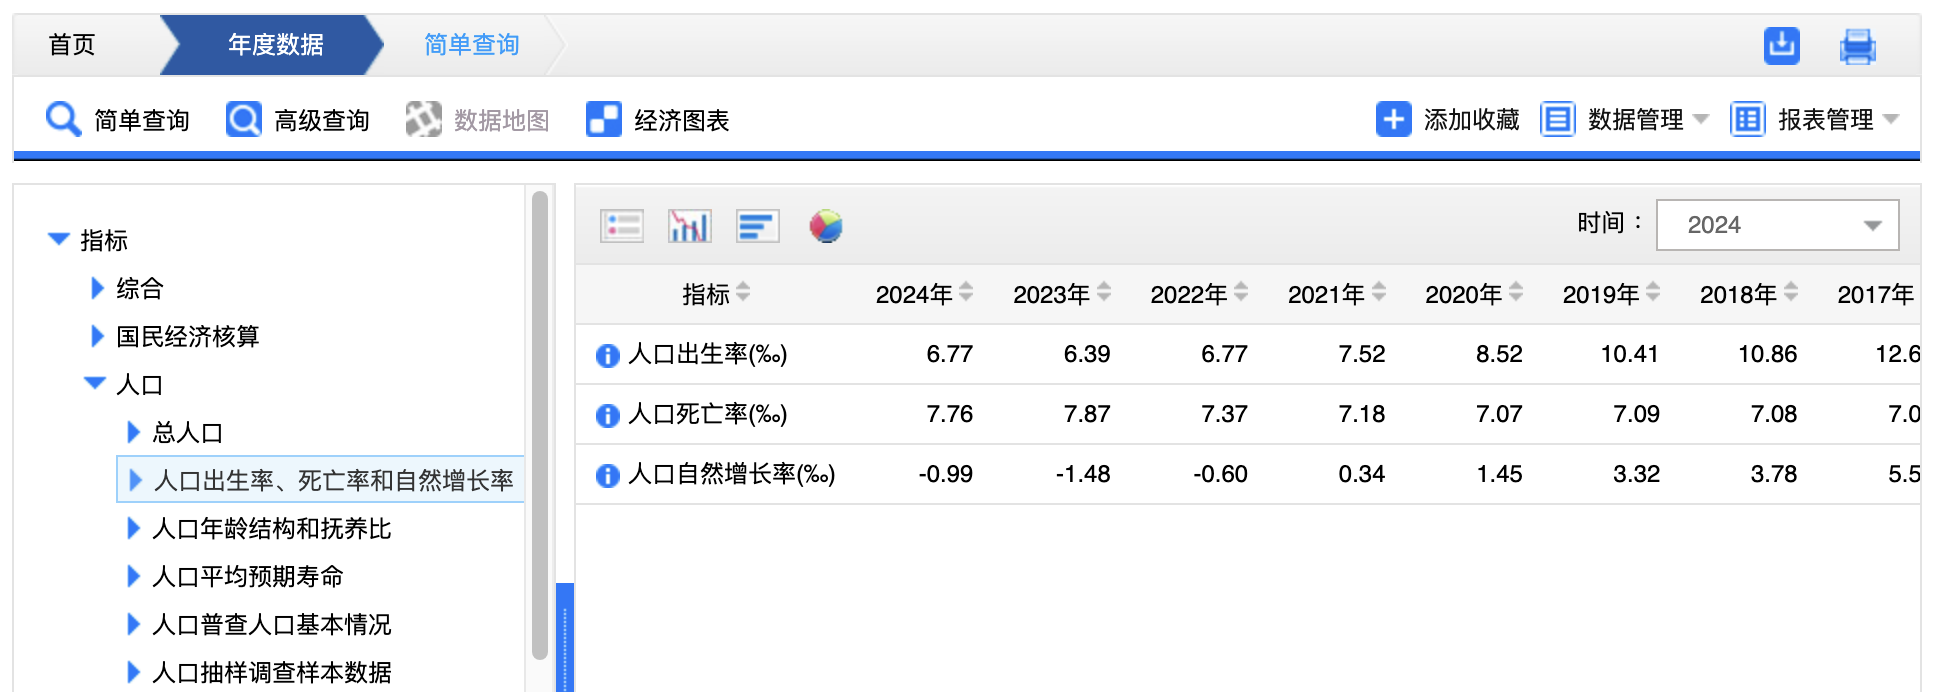 首页 年度数据 简单查询
简单查询 高级查询 数据地图 经济图表 添加收藏 数据管理 报表管理
指标
综合
国民经济核算
人口
总人口
人口出生率、死亡率和自然增长率
人口年龄结构和抚养比
人口平均预期寿命
人口普查人口基本情况
人口抽样调查样本数据
时间： 2024
指标 2024年 2023年 2022年 2021年 2020年 2019年 2018年 2017年
人口出生率(‰) 6.77 6.39 6.77 7.52 8.52 10.41 10.86 12.6
人口死亡率(‰) 7.76 7.87 7.37 7.18 7.07 7.09 7.08 7.0
人口自然增长率(‰) -0.99 -1.48 -0.60 0.34 1.45 3.32 3.78 5.5